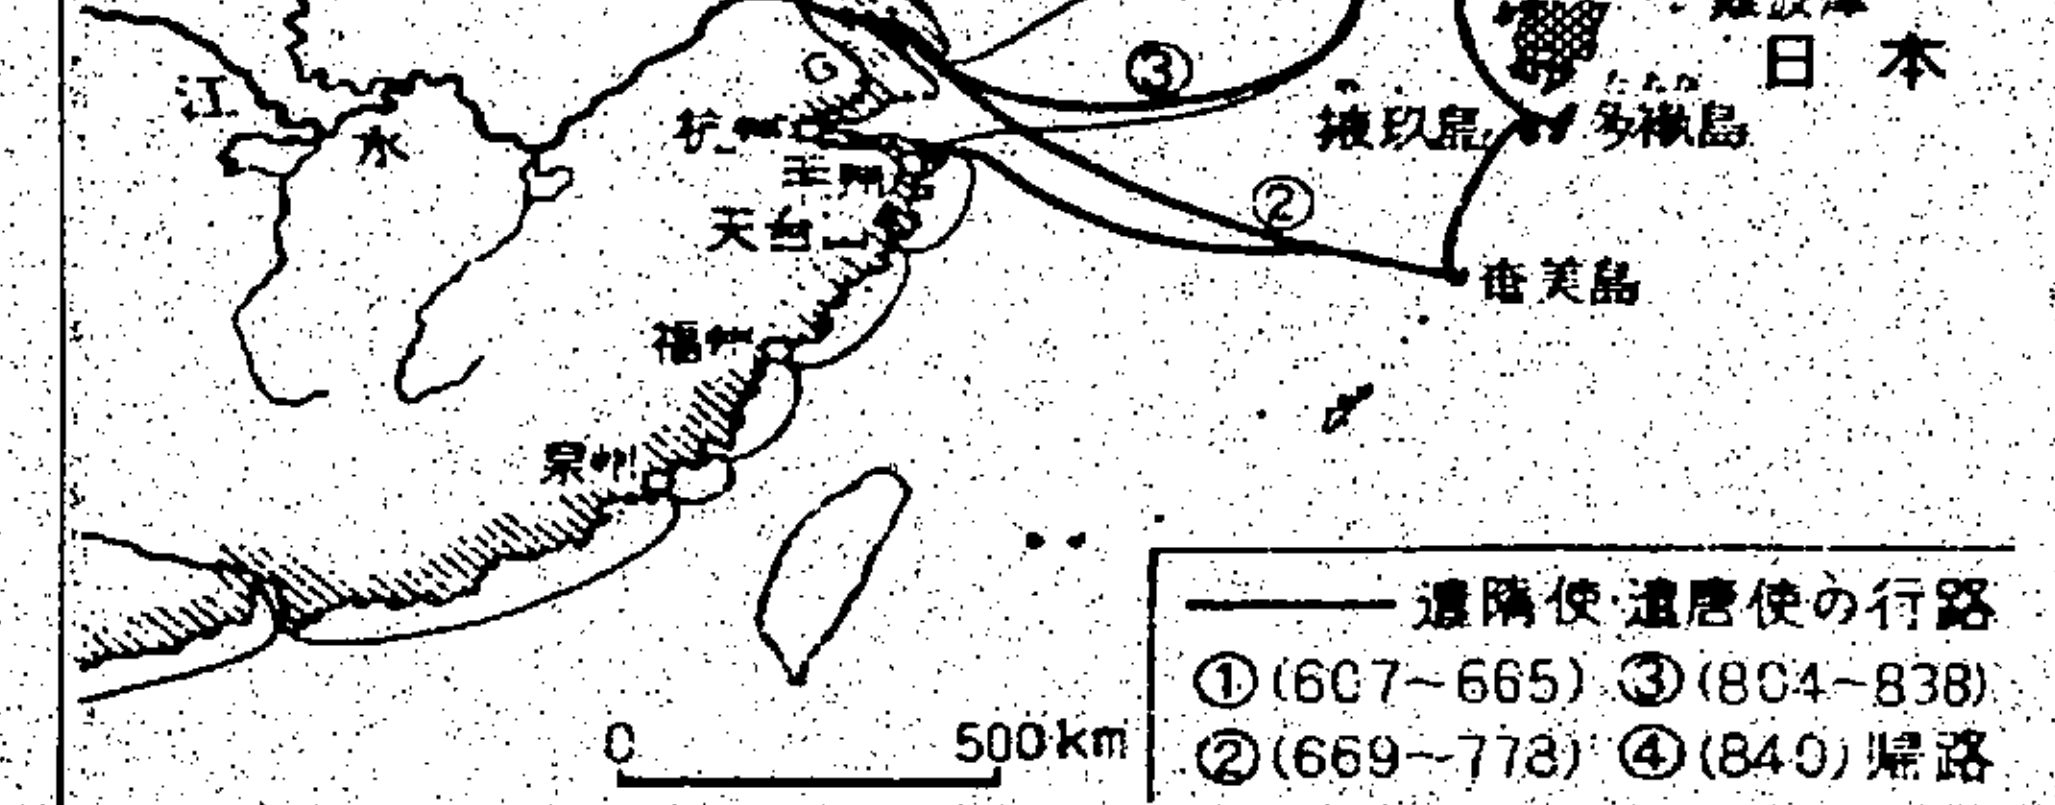 日本
③
江
水
杭州
掖玖島
多褹島
天台山
②
奄美島
福州
泉州
遣隋使・遣唐使の行路
①(607~665) ③(804~838)
0 500km
②(669~778) ④(840)帰路